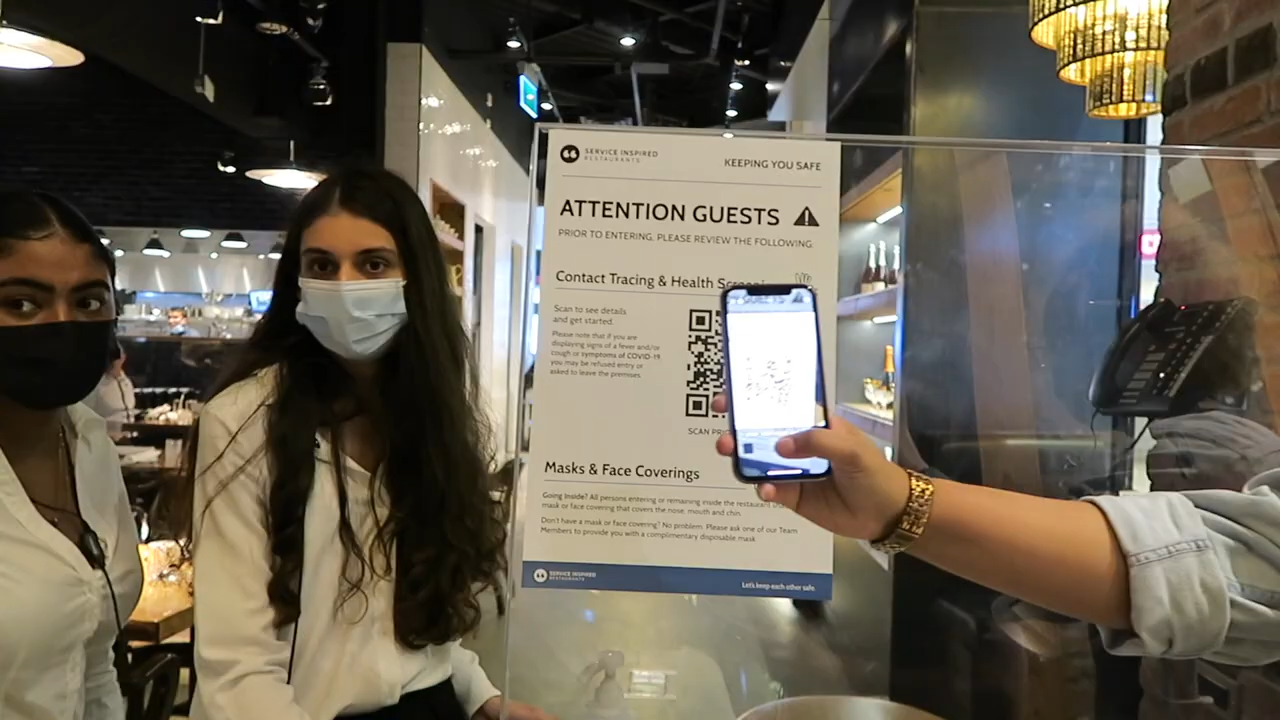 SERVICE INSPIRED
RESTAURANTS
KEEPING YOU SAFE
ATTENTION GUESTS
PRIOR TO ENTERING, PLEASE REVIEW THE FOLLOWING:
Contact Tracing & Health
Scan to see details
and get started.
Please note that if you are
displaying signs of a fever and/or
cough or symptoms of COVID-19
you may be refused entry or
asked to leave the premises.
SCAN
Masks & Face Coverings
Going Inside? All persons entering or remaining inside the restaurant
mask or face covering that covers the nose, mouth and chin.
Don't have a mask or face covering? No problem. Please ask one of our Team
Members to provide you with a complimentary disposable mask
SERVICE INSPIRED
RESTAURANTS
Let's keep each other safe.